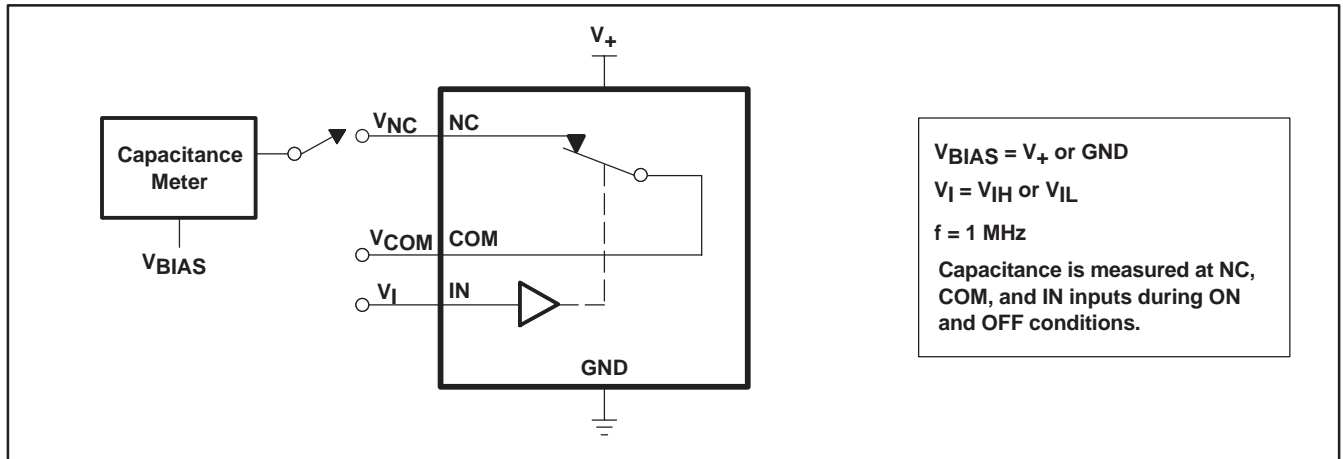 V+
VNC NC
Capacitance
Meter
VBIAS
VCOM COM
VI IN
GND
VBIAS = V+ or GND
VI = VIH or VIL
f = 1 MHz
Capacitance is measured at NC,
COM, and IN inputs during ON
and OFF conditions.